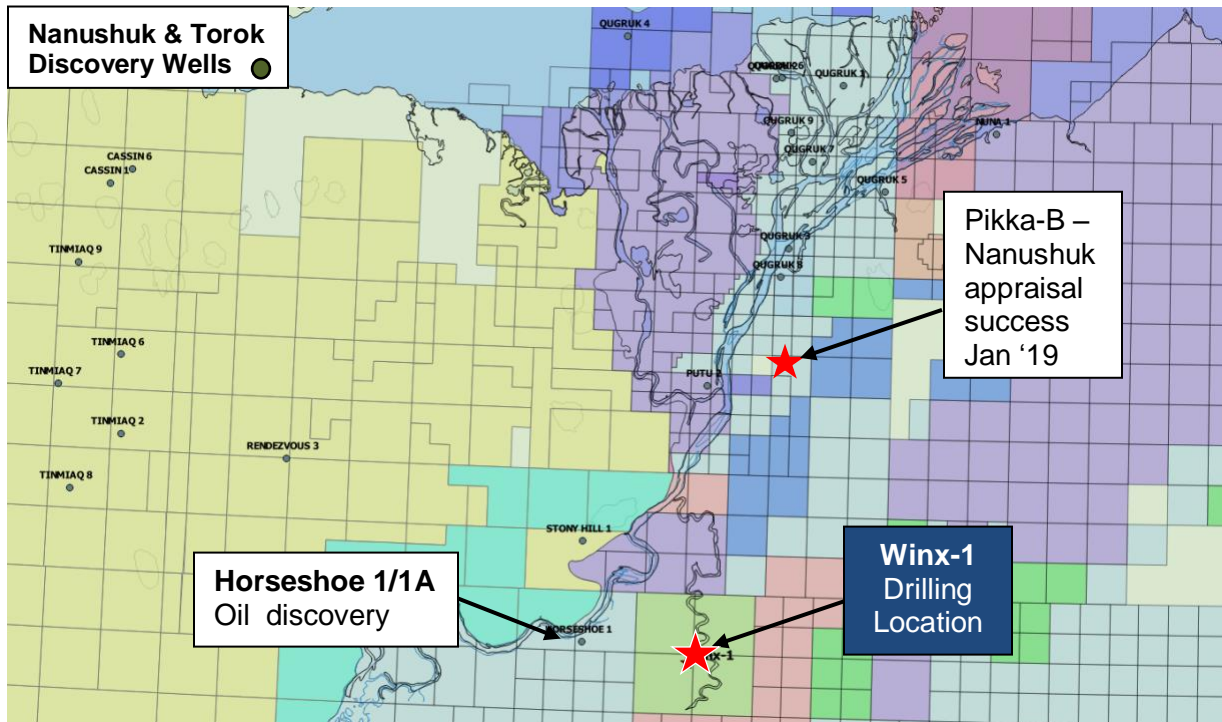 Nanushuk & Torok
Discovery Wells
QUGRUK 4
QUGRUK 1
QUGRUK 9
QUGRUK 7
NUNA 1
CASSIN 6
CASSIN 1
QUGRUK 5
TINMIAQ 9
QUGRUK 3
QUGRUK 8
Pikka-B –
Nanushuk
appraisal
success
Jan ‘19
TINMIAQ 6
TINMIAQ 7
PUTU 2
TINMIAQ 2
RENDEZVOUS 3
TINMIAQ 8
STONY HILL 1
Horseshoe 1/1A
Oil discovery
HORSESHOE 1
Winx-1
Drilling
Location